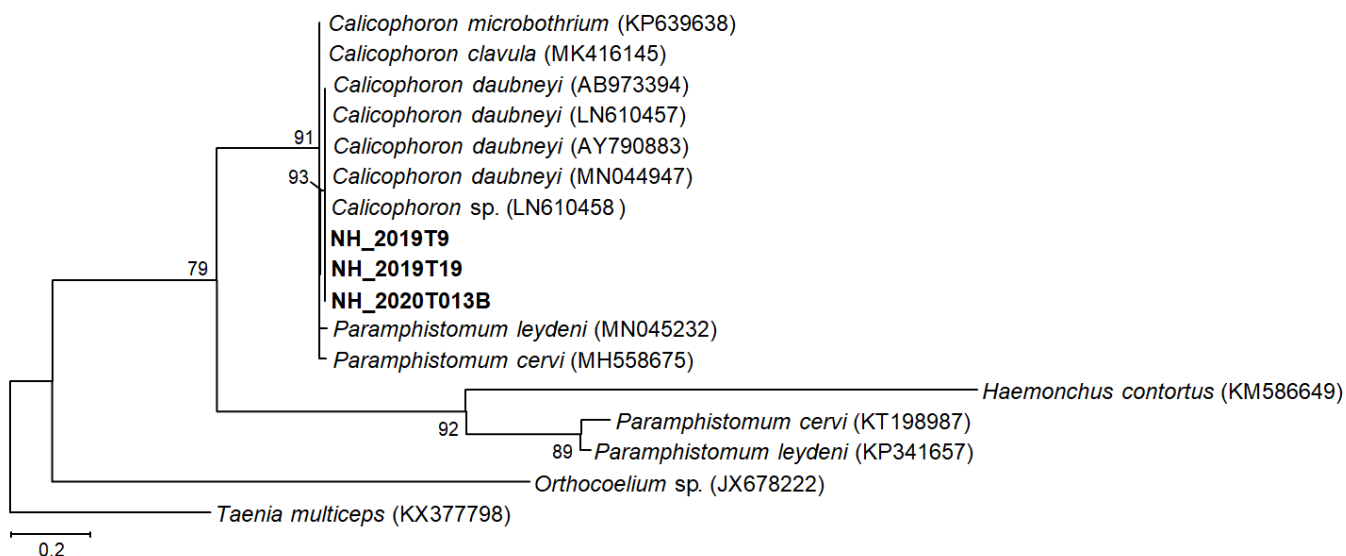 Calicophoron microbothrium (KP639638)
Calicophoron clavula (MK416145)
Calicophoron daubneyi (AB973394)
Calicophoron daubneyi (LN610457)
Calicophoron daubneyi (AY790883)
91
Calicophoron daubneyi (MN044947)
93
Calicophoron sp. (LN610458 )
NH_2019T9
NH_2019T19
79
NH_2020T013B
Paramphistomum leydeni (MN045232)
Paramphistomum cervi (MH558675)
Haemonchus contortus (KM586649)
Paramphistomum cervi (KT198987)
92
Paramphistomum leydeni (KP341657)
89
Orthocoelium sp. (JX678222)
Taenia multiceps (KX377798)
0.2